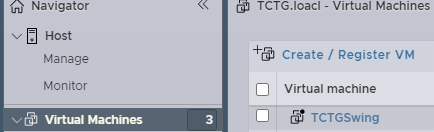 Navigator
Host
Manage
Monitor
Virtual Machines 3
TCTG.loacl - Virtual Machines
Create / Register VM
Virtual machine
TCTGSwing